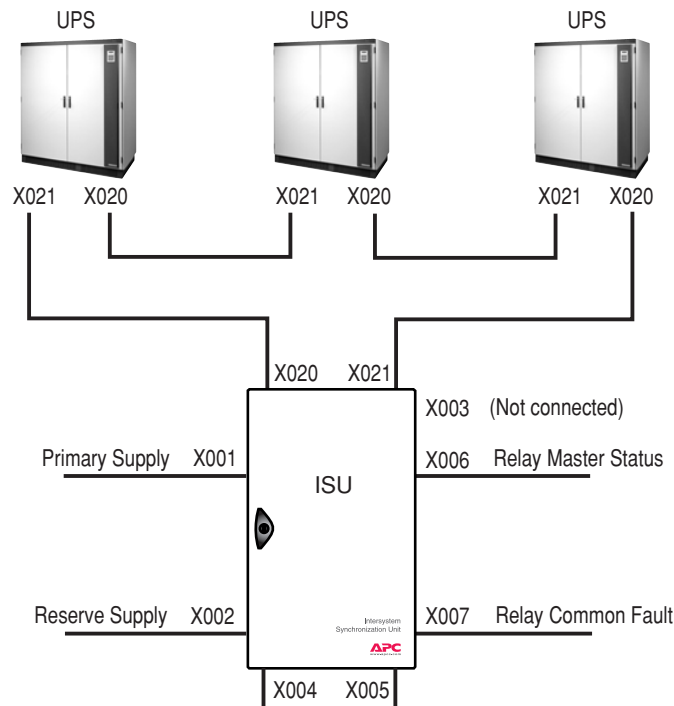 UPS UPS UPS
X021 X020 X021 X020 X021 X020
X020 X021
X003 (Not connected)
Primary Supply X001 X006 Relay Master Status
ISU
Reserve Supply X002 X007 Relay Common Fault
Intersystem
Synchronization Unit
APC
X004 X005